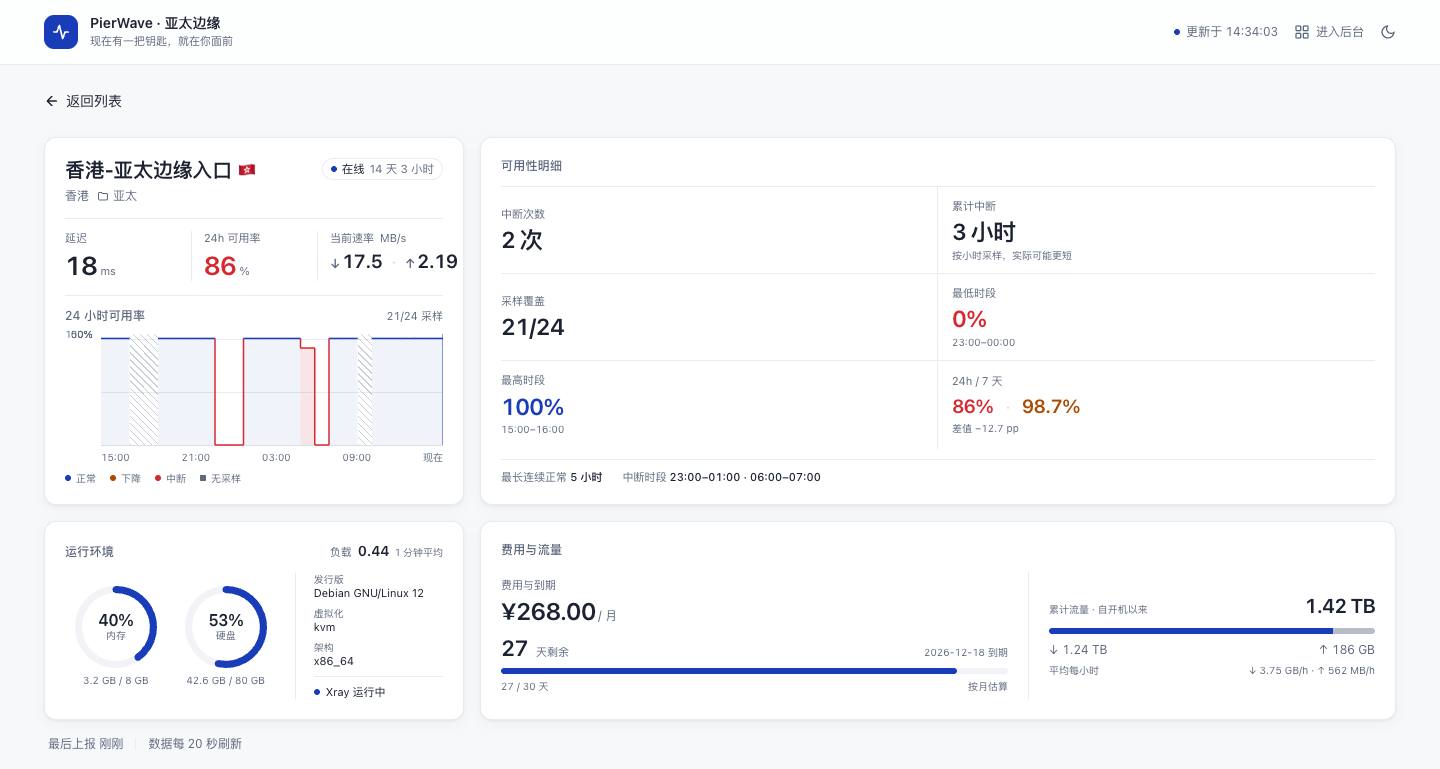 PierWave · 亚太边缘
现在有一把钥匙，就在你面前
更新于 14:34:03
进入后台
返回列表
香港-亚太边缘入口
在线 14 天 3 小时
香港 亚太
延迟
18 ms
24h 可用率
86 %
当前速率 MB/s
↓17.5 · ↑2.19
24 小时可用率
21/24 采样
15:00 21:00 03:00 09:00 现在
正常 下降 中断 无采样
可用性明细
中断次数
2 次
累计中断
3 小时
按小时采样，实际可能更短
采样覆盖
21/24
最低时段
0%
23:00–00:00
最高时段
100%
15:00–16:00
24h / 7 天
86% · 98.7%
差值 −12.7 pp
最长连续正常 5 小时 中断时段 23:00–01:00 · 06:00–07:00
运行环境
负载 0.44 1 分钟平均
40%
内存
3.2 GB / 8 GB
53%
硬盘
42.6 GB / 80 GB
发行版
Debian GNU/Linux 12
虚拟化
kvm
架构
x86_64
Xray 运行中
费用与流量
费用与到期
¥268.00 / 月
27 天剩余
2026-12-18 到期
27 / 30 天
按月估算
累计流量 · 自开机以来
1.42 TB
↓ 1.24 TB
↑ 186 GB
平均每小时
↓ 3.75 GB/h · ↑ 562 MB/h
最后上报 刚刚
数据每 20 秒刷新